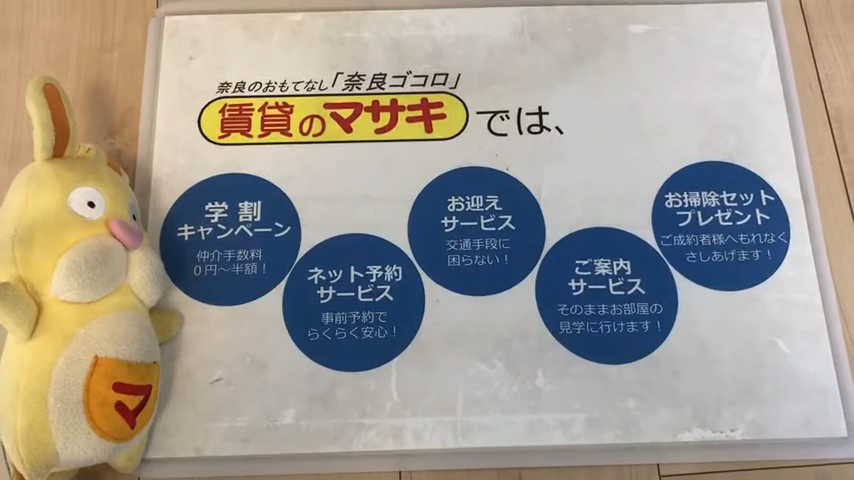 奈良のおもてなし「奈良ゴコロ」
賃貸のマサキ では、
学割
キャンペーン
仲介手数料
0円～半額！
ネット予約
サービス
事前予約で
らくらく安心！
お迎え
サービス
交通手段に
困らない！
ご案内
サービス
そのままお部屋の
見学に行けます！
お掃除セット
プレゼント
ご成約者様へもれなく
さしあげます！
マ